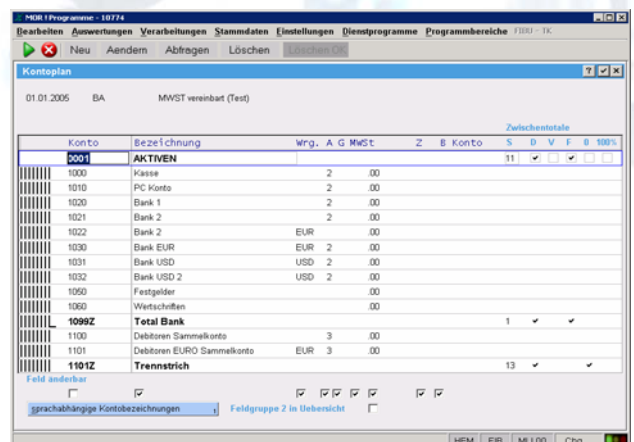 MOR ! Programme - 10774
Bearbeiten Auswertungen Verarbeitungen Stammdaten Einstellungen Dienstprogramme Programmbereiche FIBU - TK
Neu Aendern Abfragen Löschen Löschen OK
Kontoplan
01.01.2005 BA MWST vereinbart (Test)
Zwischentotale
Konto Bezeichnung Wrg. A G MWSt Z B Konto S D V F 0 100%
0001 AKTIVEN 11
1000 Kasse 2 .00
1010 PC Konto 2 .00
1020 Bank 1 2 .00
1021 Bank 2 2 .00
1022 Bank 2 EUR .00
1030 Bank EUR EUR 2 .00
1031 Bank USD USD 2 .00
1032 Bank USD 2 USD 2 .00
1050 Festgelder .00
1060 Wertschriften .00
1099Z Total Bank 1
1100 Debitoren Sammelkonto 3 .00
1101 Debitoren EURO Sammelkonto EUR 3 .00
1101Z Trennstrich 13
Feld anderbar
sprachabhängige Kontobezeichnungen Feldgruppe 2 in Uebersicht
HEM FIB MLL00 Chg